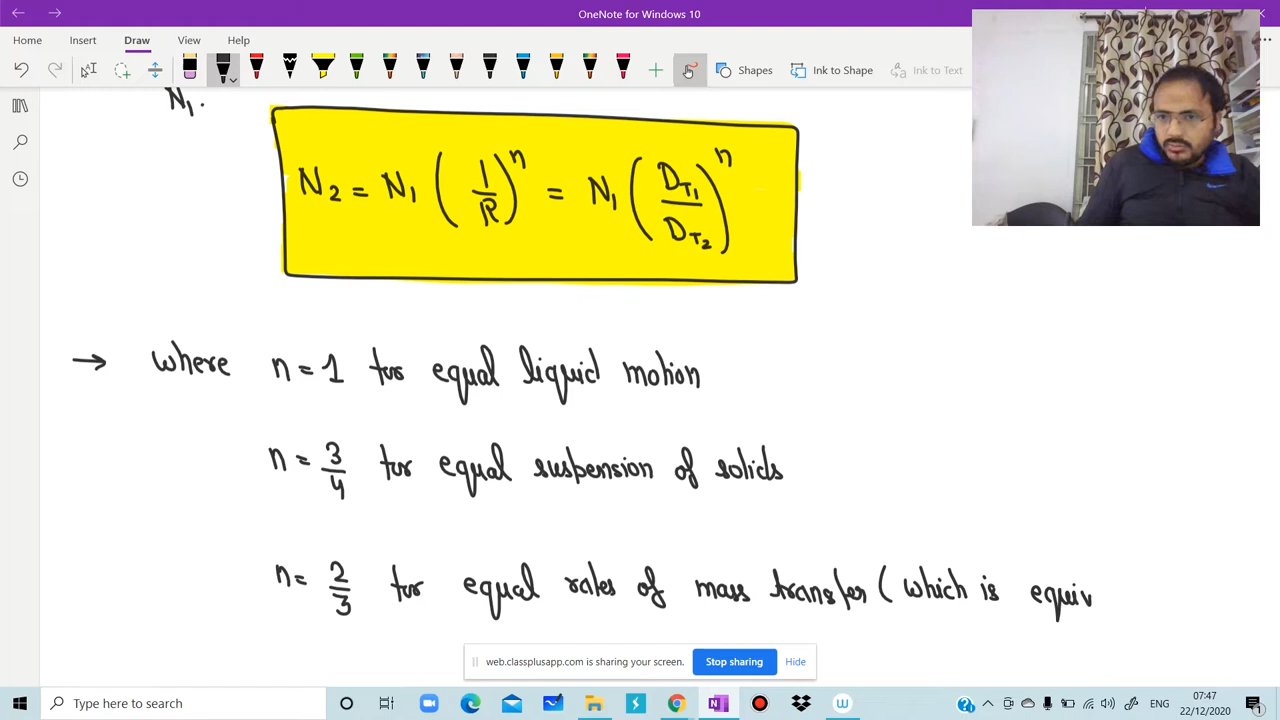 OneNote for Windows 10
Home Insert Draw View Help
Shapes Ink to Shape Ink to Text
N₁.
N₂ = N₁ (1/R)ⁿ = N₁ (D_T₁/D_T₂)ⁿ
→ where n = 1 for equal liquid motion
n = 3/4 for equal suspension of solids
n = 2/3 for equal rates of mass transfer (which is equiv
web.classplusapp.com is sharing your screen. Stop sharing Hide
Type here to search
ENG
07:47
22/12/2020